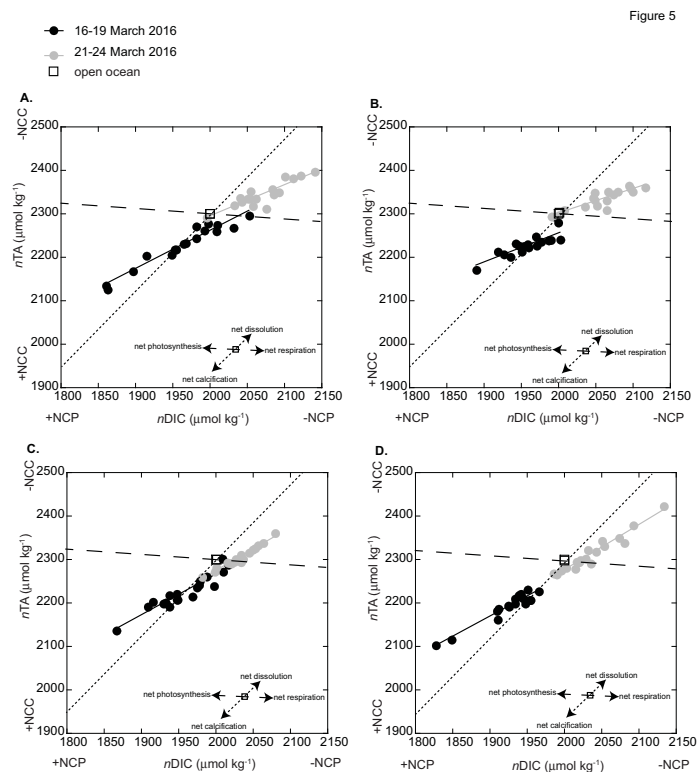 Figure 5
16-19 March 2016
21-24 March 2016
open ocean
A.
-NCC
2500
2400
2300
2200
2100
2000
1900
+NCC
nTA (μmol kg⁻¹)
net dissolution
net photosynthesis
net respiration
net calcification
1800 1850 1900 1950 2000 2050 2100 2150
+NCP nDIC (μmol kg⁻¹) -NCP
B.
-NCC
2500
2400
2300
2200
2100
2000
1900
+NCC
nTA (μmol kg⁻¹)
net dissolution
net photosynthesis
net respiration
net calcification
1800 1850 1900 1950 2000 2050 2100 2150
+NCP nDIC (μmol kg⁻¹) -NCP
C.
-NCC
2500
2400
2300
2200
2100
2000
1900
+NCC
nTA (μmol kg⁻¹)
net dissolution
net photosynthesis
net respiration
net calcification
1800 1850 1900 1950 2000 2050 2100 2150
+NCP nDIC (μmol kg⁻¹) -NCP
D.
-NCC
2500
2400
2300
2200
2100
2000
1900
+NCC
nTA (μmol kg⁻¹)
net dissolution
net photosynthesis
net respiration
net calcification
1800 1850 1900 1950 2000 2050 2100 2150
+NCP nDIC (μmol kg⁻¹) -NCP